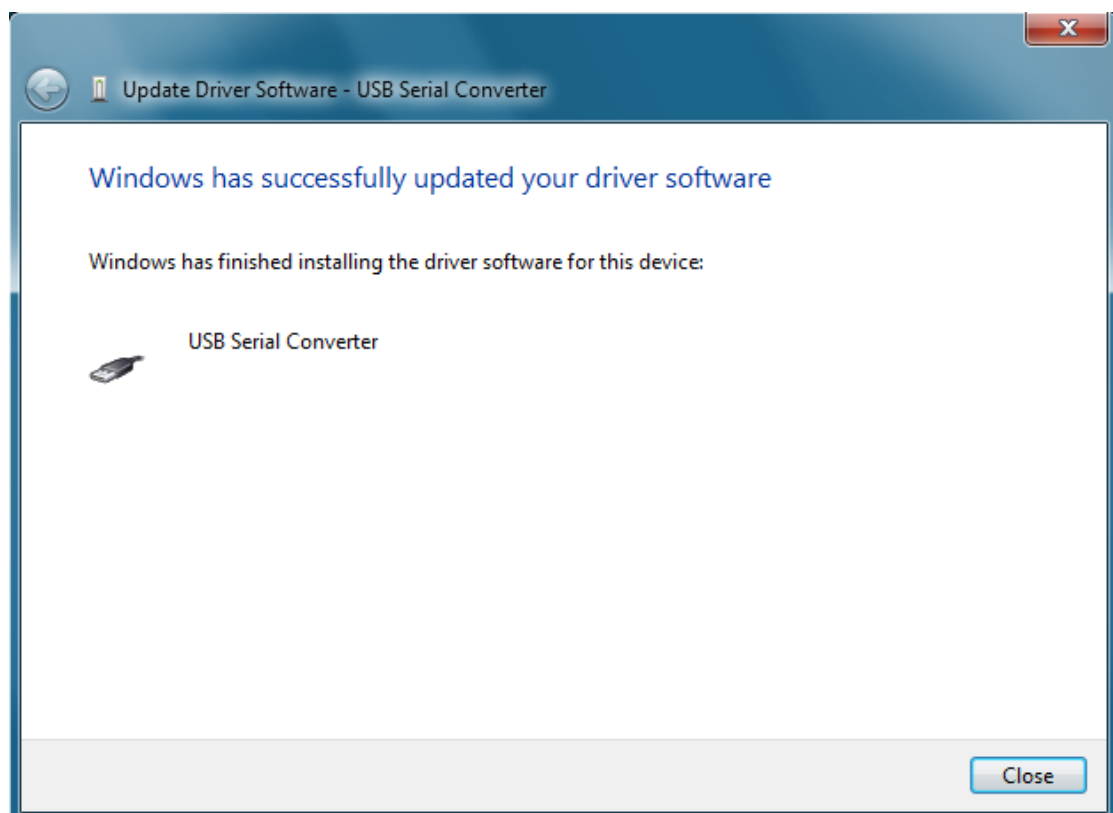 Update Driver Software - USB Serial Converter
Windows has successfully updated your driver software
Windows has finished installing the driver software for this device:
USB Serial Converter
Close